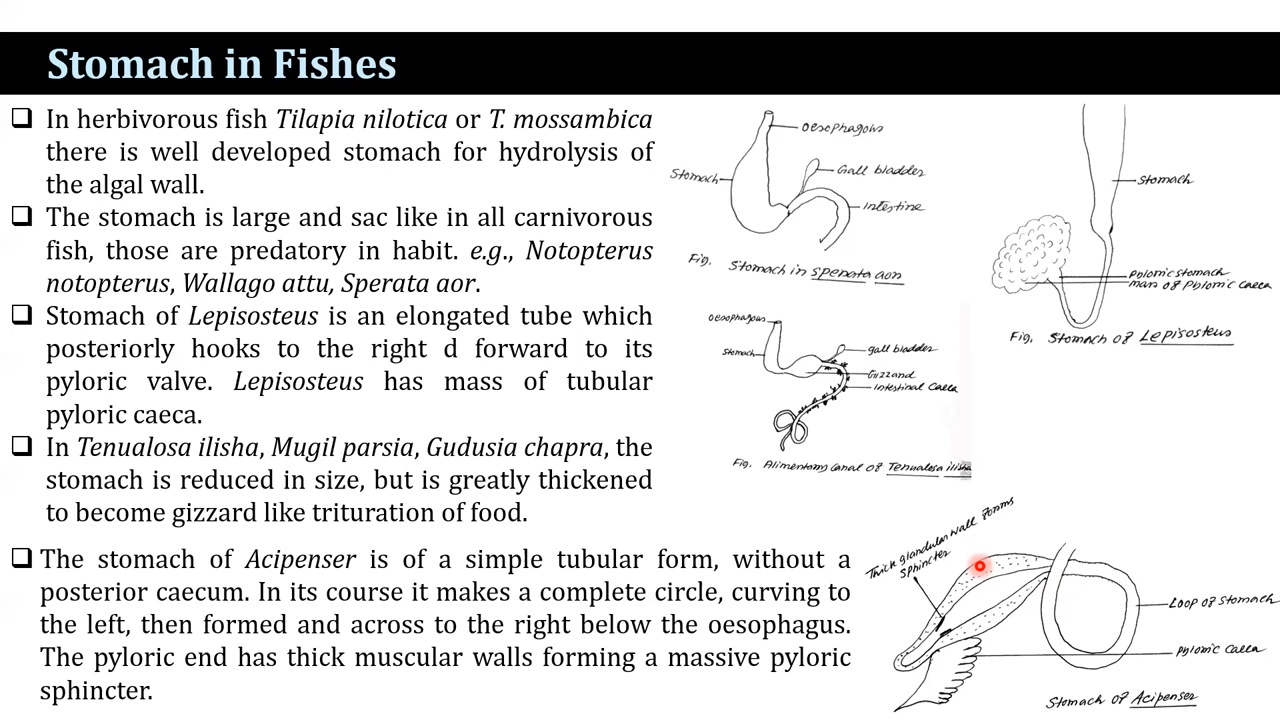 Stomach in Fishes
❑ In herbivorous fish Tilapia nilotica or T. mossambica
there is well developed stomach for hydrolysis of
the algal wall.
❑ The stomach is large and sac like in all carnivorous
fish, those are predatory in habit. e.g., Notopterus
notopterus, Wallago attu, Sperata aor.
❑ Stomach of Lepisosteus is an elongated tube which
posteriorly hooks to the right d forward to its
pyloric valve. Lepisosteus has mass of tubular
pyloric caeca.
❑ In Tenualosa ilisha, Mugil parsia, Gudusia chapra, the
stomach is reduced in size, but is greatly thickened
to become gizzard like trituration of food.
❑ The stomach of Acipenser is of a simple tubular form, without a
posterior caecum. In its course it makes a complete circle, curving to
the left, then formed and across to the right below the oesophagus.
The pyloric end has thick muscular walls forming a massive pyloric
sphincter.
Oesophagous
Gall bladder
Stomach
Intestine
Fig. Stomach in Sperata aor
Stomach
pyloric stomach
mass of Pyloric caeca
Fig. Stomach of Lepisosteus
Oesophagous
Stomach
gall bladder
Gizzard
intestinal caeca
Fig. Alimentary canal of Tenualosa ilisha
Thick glandular wall forms
sphincter
Loop of stomach
Pyloric caeca
Stomach of Acipenser